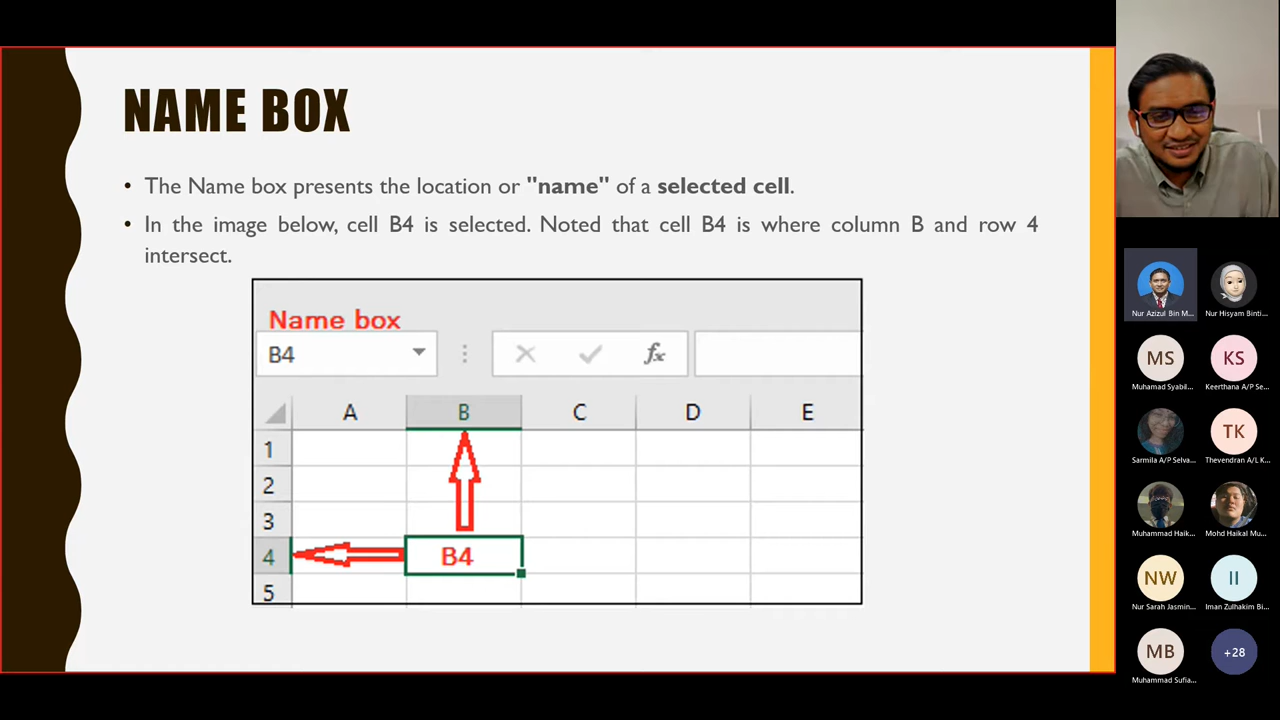 NAME BOX
• The Name box presents the location or "name" of a selected cell.
• In the image below, cell B4 is selected. Noted that cell B4 is where column B and row 4
intersect.
Name box
B4 fx
A B C D E
1
2
3
4 B4
5
Nur Azizul Bin M... Nur Hisyam Binti...
MS KS
Muhamad Syabil... Keerthana A/P Se...
TK
Sarmila A/P Selva... Thevendran A/L K...
Muhammad Haik... Mohd Haikal Mu...
NW II
Nur Sarah Jasmin... Iman Zulhakim Bi...
MB +28
Muhammad Sufia...